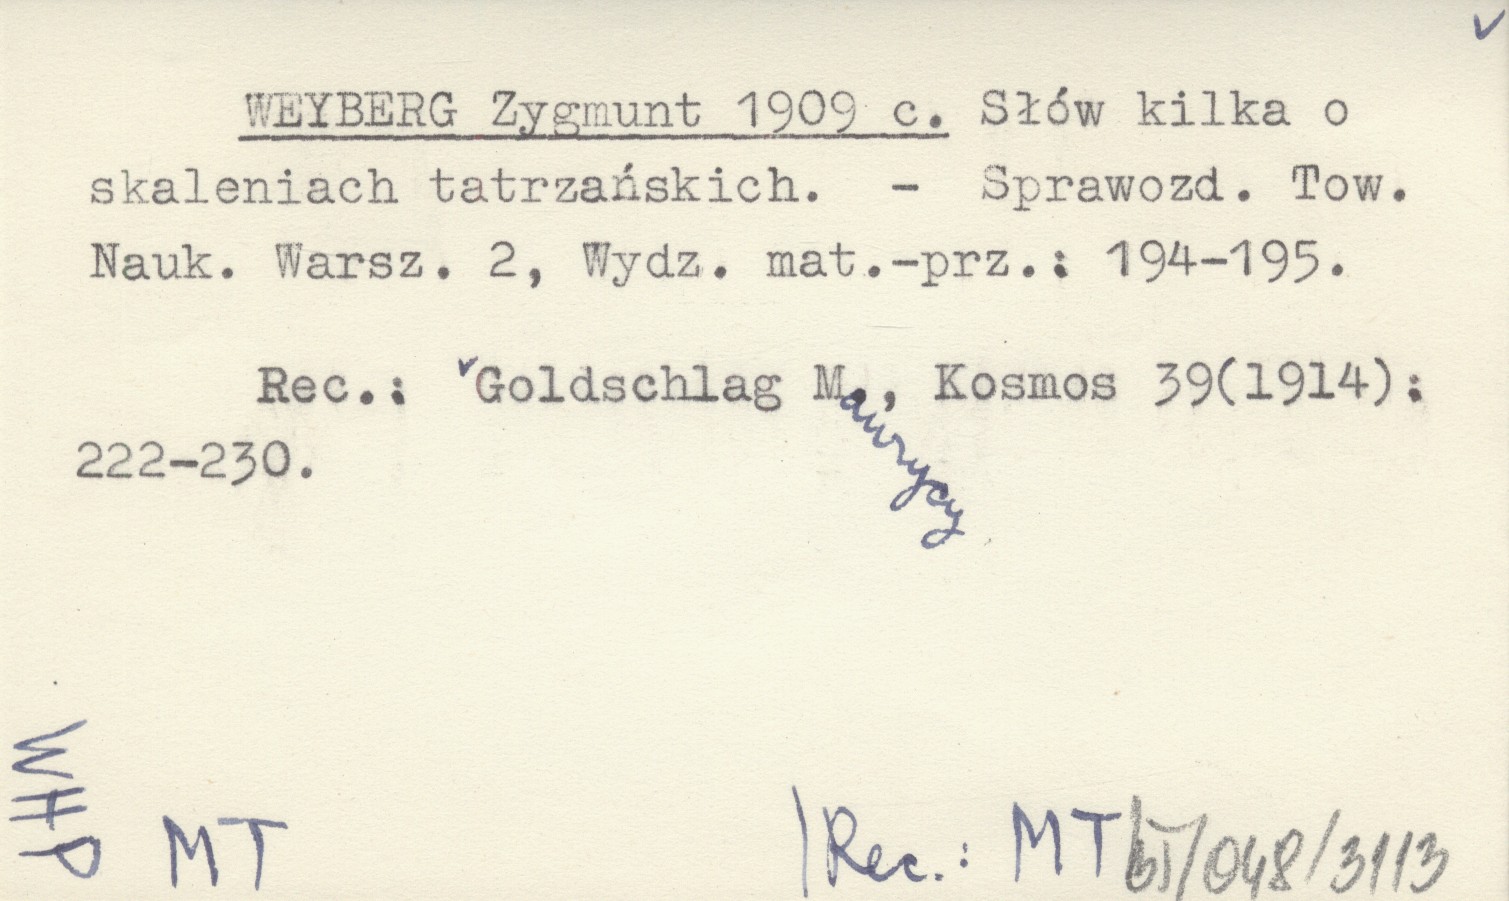 WEYBERG Zygmunt 1909 c. Słów kilka o
skaleniach tatrzańskich. - Sprawozd. Tow.
Nauk. Warsz. 2, Wydz. mat.-prz.: 194-195.
Rec.: Goldschlag M., Kosmos 39(1914):
aurycy
222-230.
WHP
MT
Rec.: MT
/048/3113